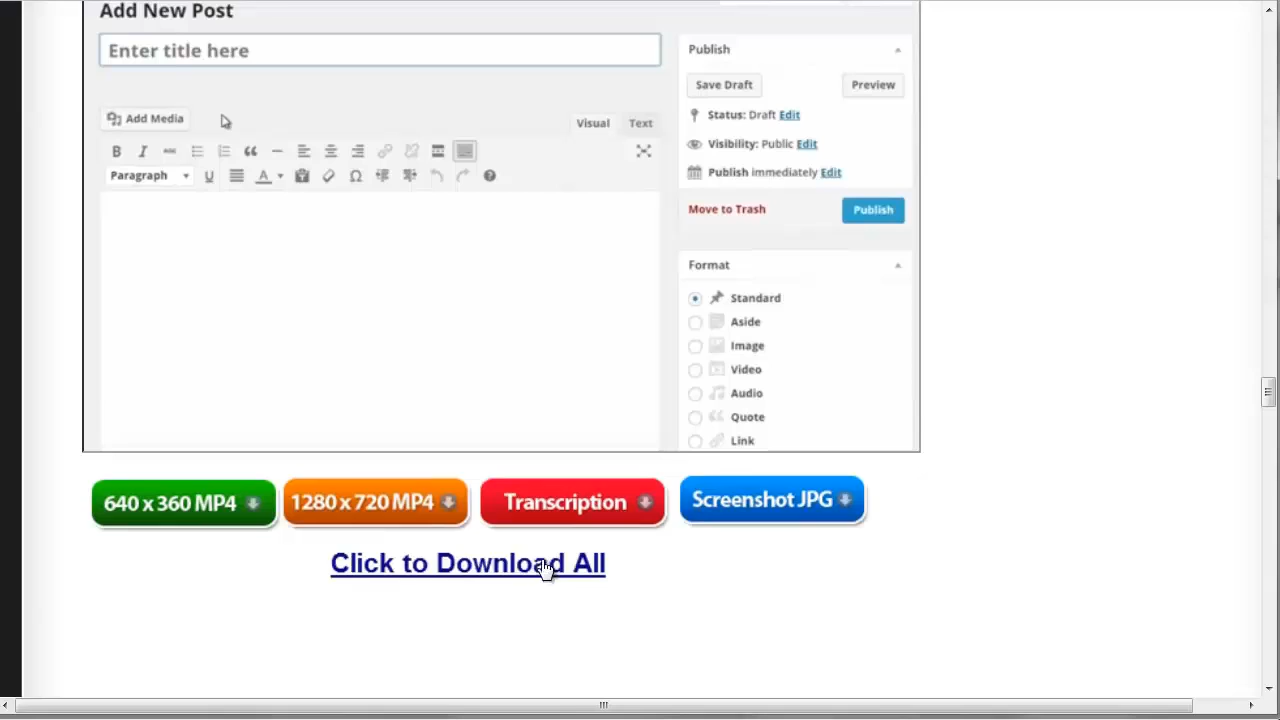 Add New Post
Enter title here
Publish
Save Draft
Preview
Add Media
Visual
Text
Status: Draft Edit
Visibility: Public Edit
Paragraph
Publish immediately Edit
Move to Trash
Publish
Format
Standard
Aside
Image
Video
Audio
Quote
Link
640 x 360 MP4
1280 x 720 MP4
Transcription
Screenshot JPG
Click to Download All